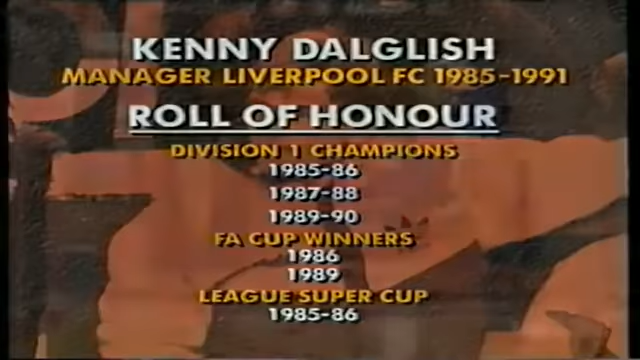 KENNY DALGLISH
MANAGER LIVERPOOL FC 1985-1991
ROLL OF HONOUR
DIVISION 1 CHAMPIONS
1985-86
1987-88
1989-90
FA CUP WINNERS
1986
1989
LEAGUE SUPER CUP
1985-86